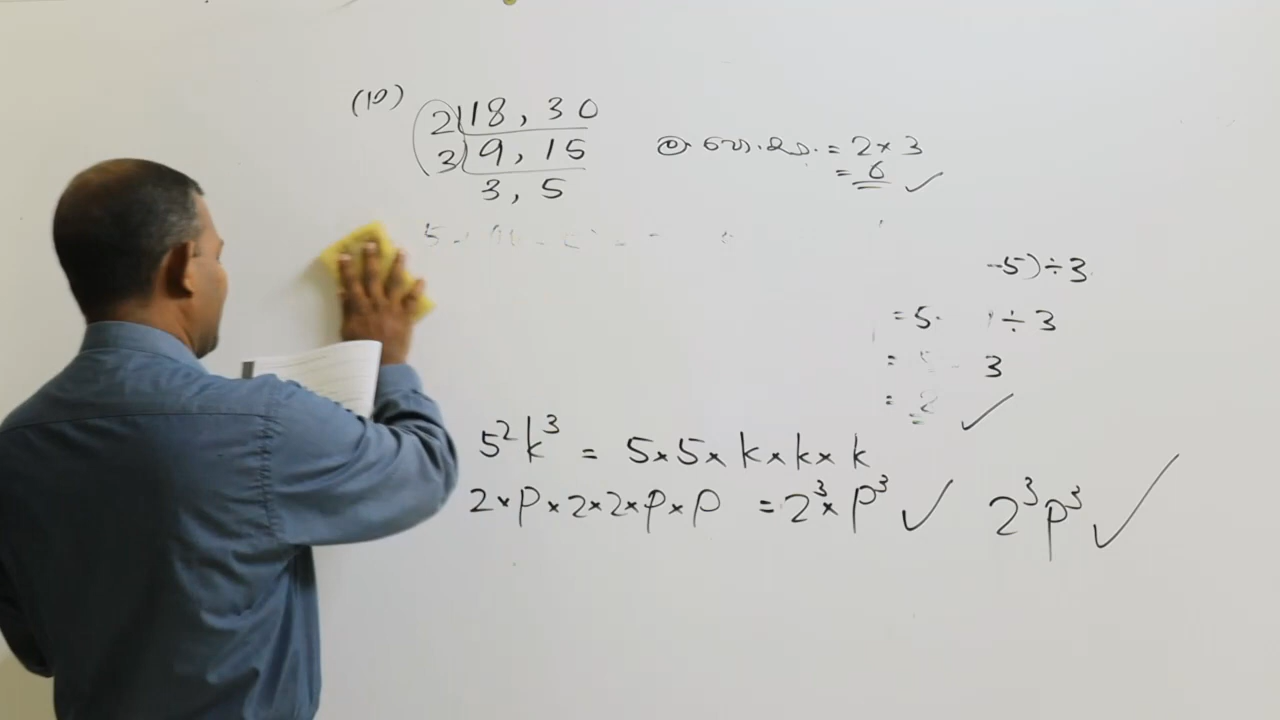 (10)
2 | 18, 30
3 | 9, 15
3, 5
ම. පො. සා. = 2 × 3
= 6 ✓
-5) ÷ 3
= 5. ) ÷ 3
= 3
= 2 ✓
5²k³ = 5 × 5 × k × k × k
2 × p × 2 × 2 × p × p = 2³ × p³ ✓ 2³p³ ✓